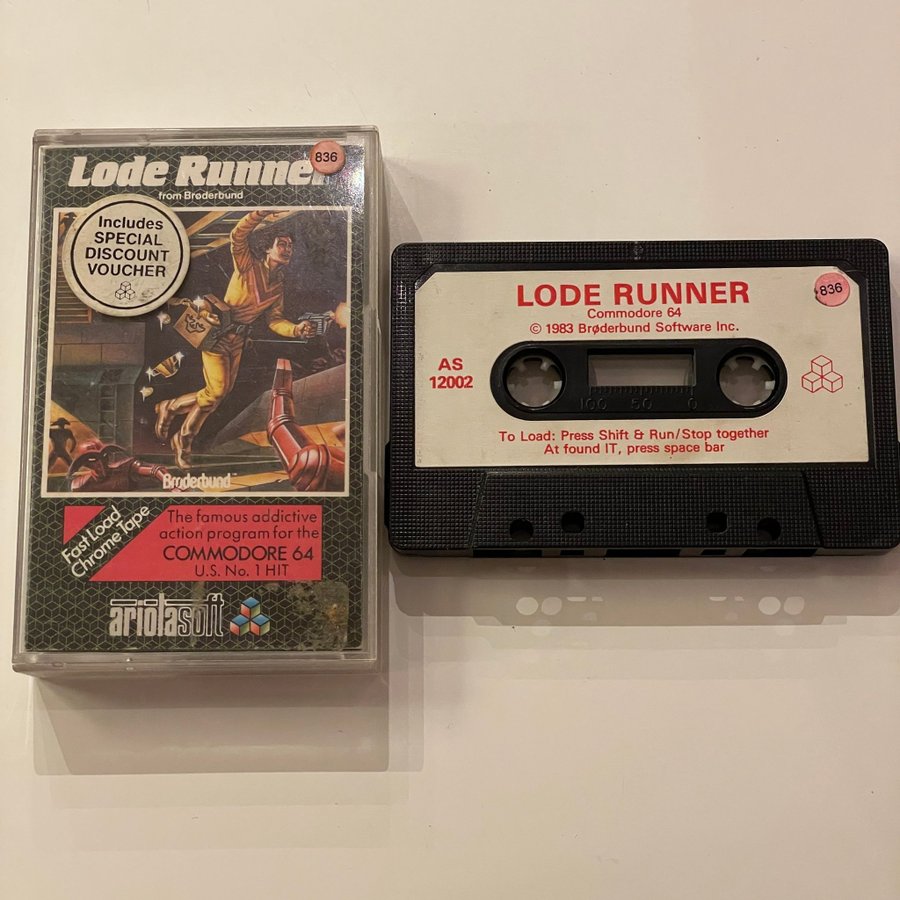 Lode Runner
836
from Brøderbund
Includes
SPECIAL
DISCOUNT
VOUCHER
Brøderbund™
Fast Load
Chrome Tape
The famous addictive
action program for the
COMMODORE 64
U.S. No. 1 HIT
ariolasoft
LODE RUNNER
836
Commodore 64
© 1983 Brøderbund Software Inc.
AS
12002
100 50 0
To Load: Press Shift & Run/Stop together
At found IT, press space bar